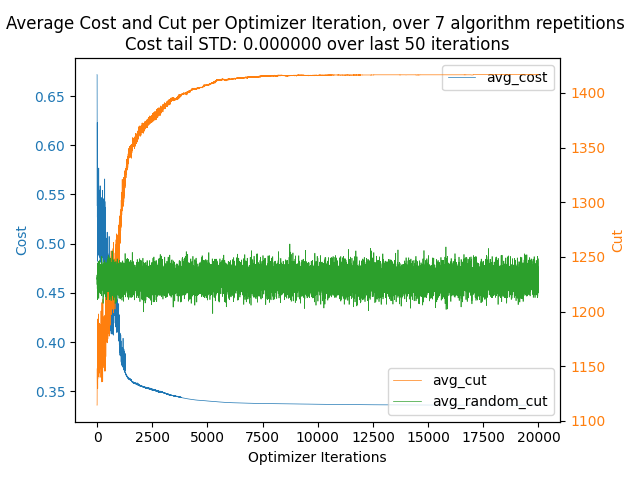 Average Cost and Cut per Optimizer Iteration, over 7 algorithm repetitions
Cost tail STD: 0.000000 over last 50 iterations
avg_cost
0.65
0.60
0.55
0.50
0.45
0.40
0.35
Cost
1400
1350
1300
1250
1200
1150
1100
Cut
avg_cut
avg_random_cut
0
2500
5000
7500
10000
12500
15000
17500
20000
Optimizer Iterations